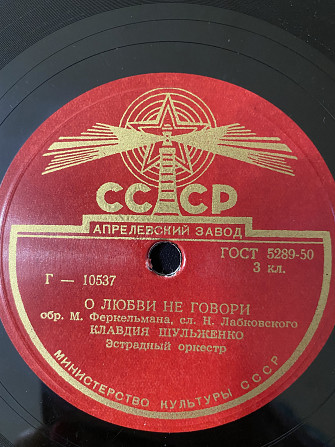 СССР
АПРЕЛЕВСКИЙ ЗАВОД
ГОСТ 5289-50
3 кл.
Г — 10537
О ЛЮБВИ НЕ ГОВОРИ
обр. М. Феркельмана, сл. Н. Лабковского
КЛАВДИЯ ШУЛЬЖЕНКО
Эстрадный оркестр
МИНИСТЕРСТВО КУЛЬТУРЫ СССР